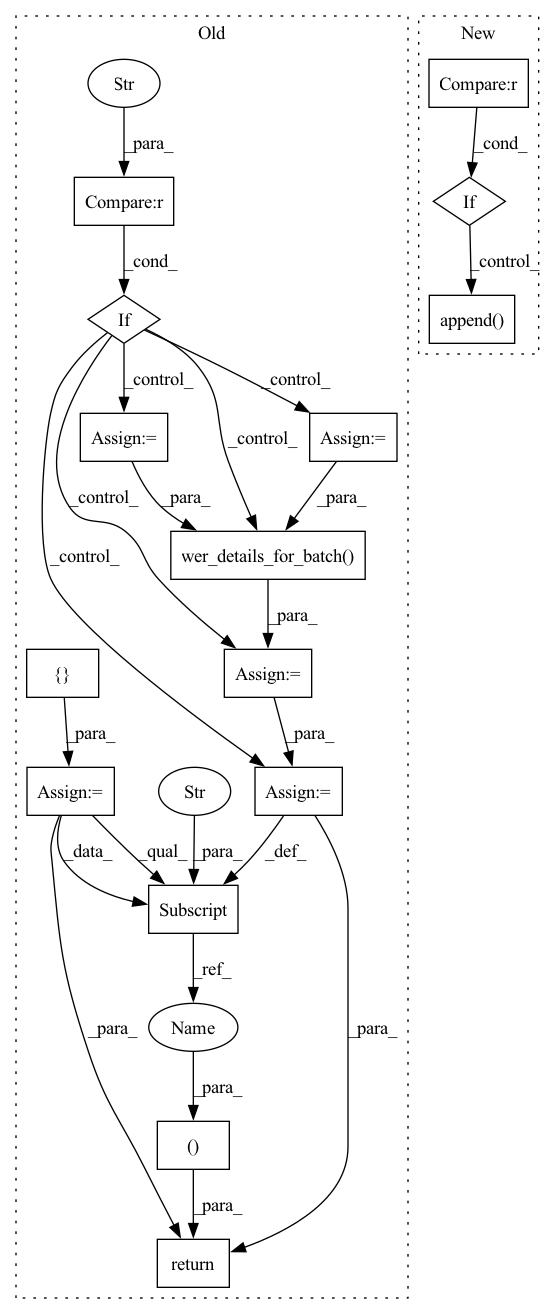 Old
New
Str
Compare:r
_para_
_cond_
Compare:r
If
_cond_
_control_
If
append()
_control_
_control_
_control_
Assign:=
Assign:=
_control_
_para_
_para_
_control_
wer_details_for_batch()
_para_
{}
Assign:=
_para_
_para_
Assign:=
Str
Assign:=
_data_
_qual_
_para_
_def_
Subscript
_ref_
Name
_para_
_para_
_para_
()
_para_
return